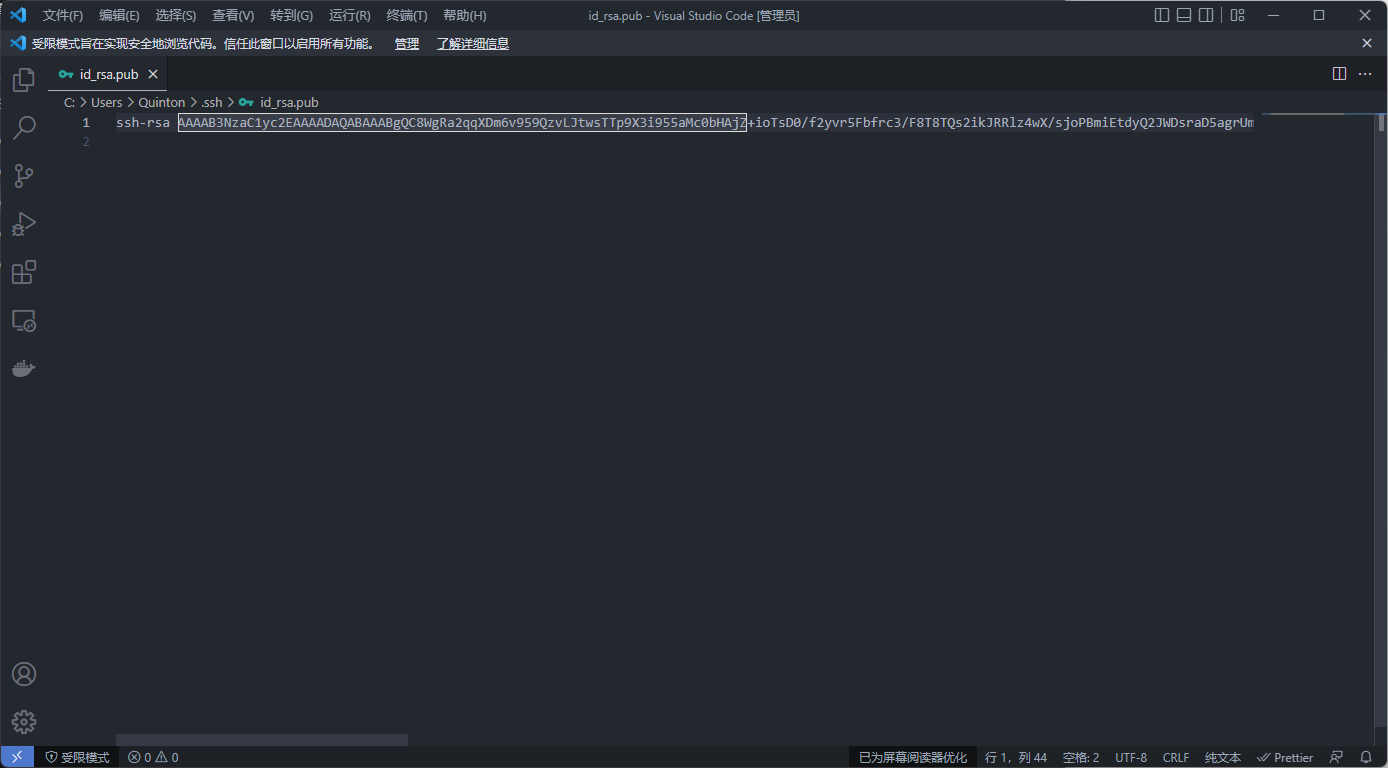 文件(F) 编辑(E) 选择(S) 查看(V) 转到(G) 运行(R) 终端(T) 帮助(H) id_rsa.pub - Visual Studio Code [管理员]
受限模式旨在实现安全地浏览代码。信任此窗口以启用所有功能。 管理 了解详细信息
id_rsa.pub
C: > Users > Quinton > .ssh > id_rsa.pub
1 ssh-rsa AAAAB3NzaC1yc2EAAAADAQABAAABgQC8WgRa2qqXDm6v959QzvLJtwsTTp9X3i955aMc0bHAjZ+ioTsD0/f2yvr5Fbfrc3/F8T8TQs2ikJRRlz4wX/sjoPBmiEtdyQ2JWDsraD5agrUm
2
受限模式 0 0 已为屏幕阅读器优化 行 1，列 44 空格: 2 UTF-8 CRLF 纯文本 Prettier